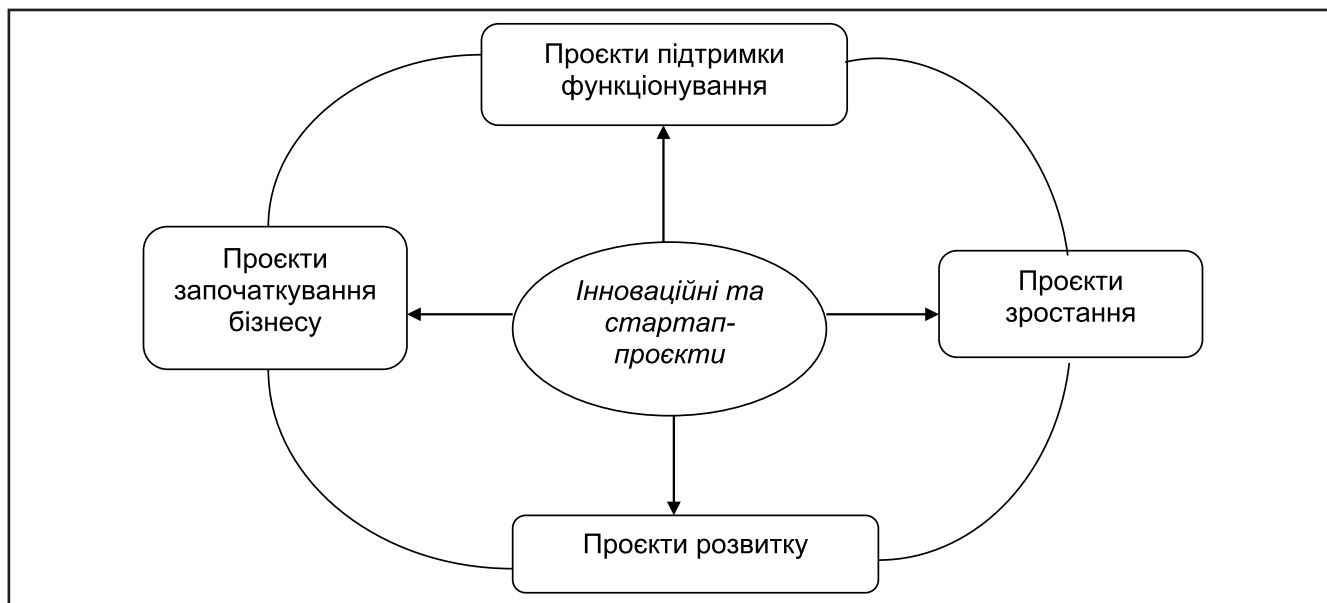 Проєкти підтримки
функціонування
Проєкти
започаткування
бізнесу
Інноваційні та
стартап-
проєкти
Проєкти
зростання
Проєкти розвитку